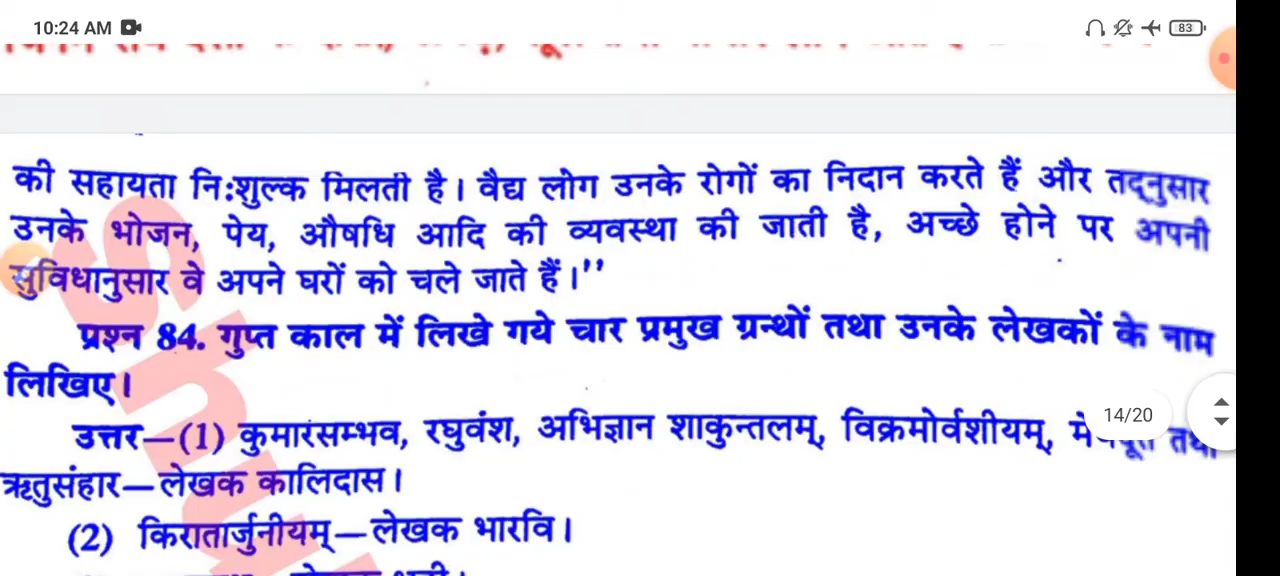 10:24 AM
83
की सहायता नि:शुल्क मिलती है। वैद्य लोग उनके रोगों का निदान करते हैं और तद्नुसार
उनके भोजन, पेय, औषधि आदि की व्यवस्था की जाती है, अच्छे होने पर अपनी
सुविधानुसार वे अपने घरों को चले जाते हैं।''
प्रश्न 84. गुप्त काल में लिखे गये चार प्रमुख ग्रन्थों तथा उनके लेखकों के नाम
लिखिए।
14/20
उत्तर—(1) कुमारसम्भव, रघुवंश, अभिज्ञान शाकुन्तलम्, विक्रमोर्वशीयम्, तथा
ऋतुसंहार—लेखक कालिदास।
(2) किरातार्जुनीयम्—लेखक भारवि।